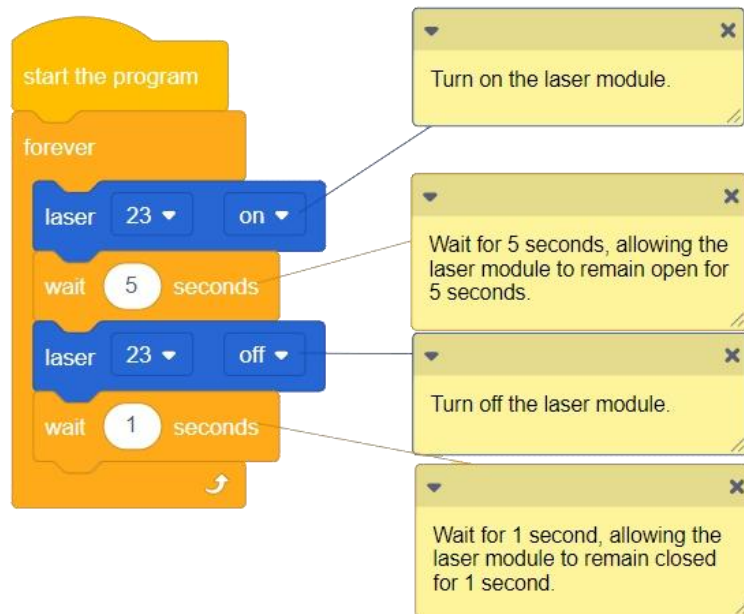 start the program
forever
laser 23 on
wait 5 seconds
laser 23 off
wait 1 seconds
Turn on the laser module.
Wait for 5 seconds, allowing the
laser module to remain open for
5 seconds.
Turn off the laser module.
Wait for 1 second, allowing the
laser module to remain closed
for 1 second.